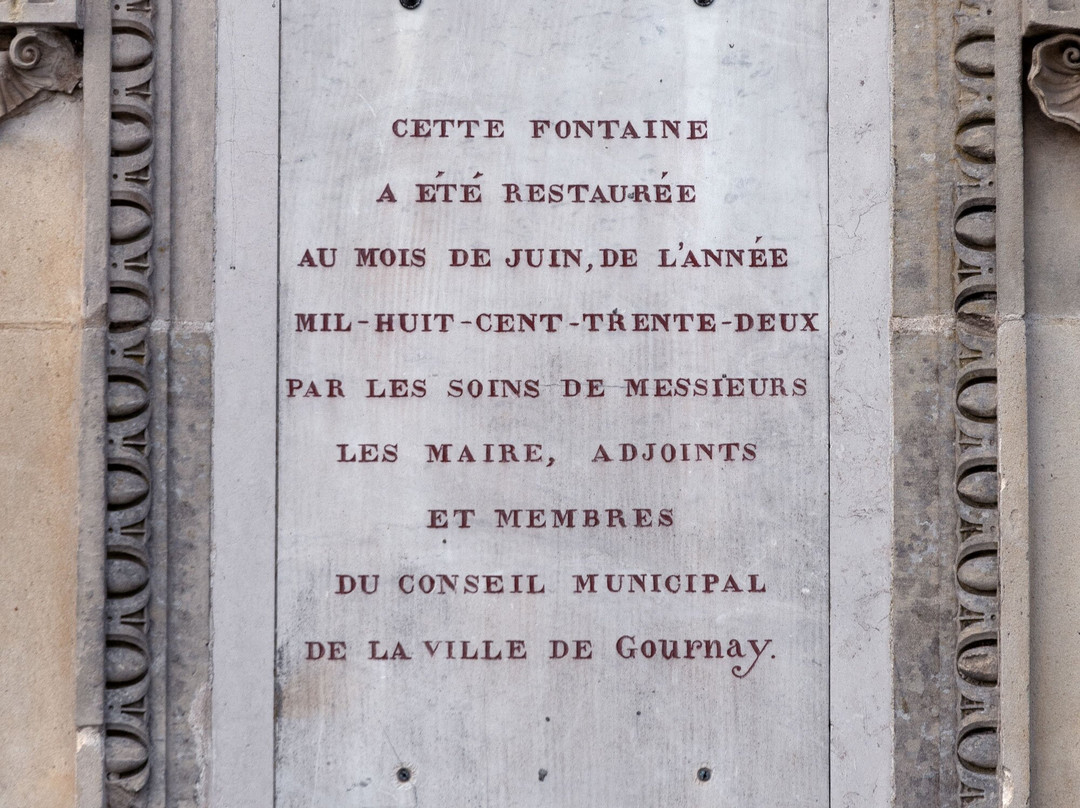 CETTE FONTAINE
A ÉTÉ RESTAURÉE
AU MOIS DE JUIN, DE L'ANNÉE
MIL-HUIT-CENT-TRENTE-DEUX
PAR LES SOINS DE MESSIEURS
LES MAIRE, ADJOINTS
ET MEMBRES
DU CONSEIL MUNICIPAL
DE LA VILLE DE Gournay.